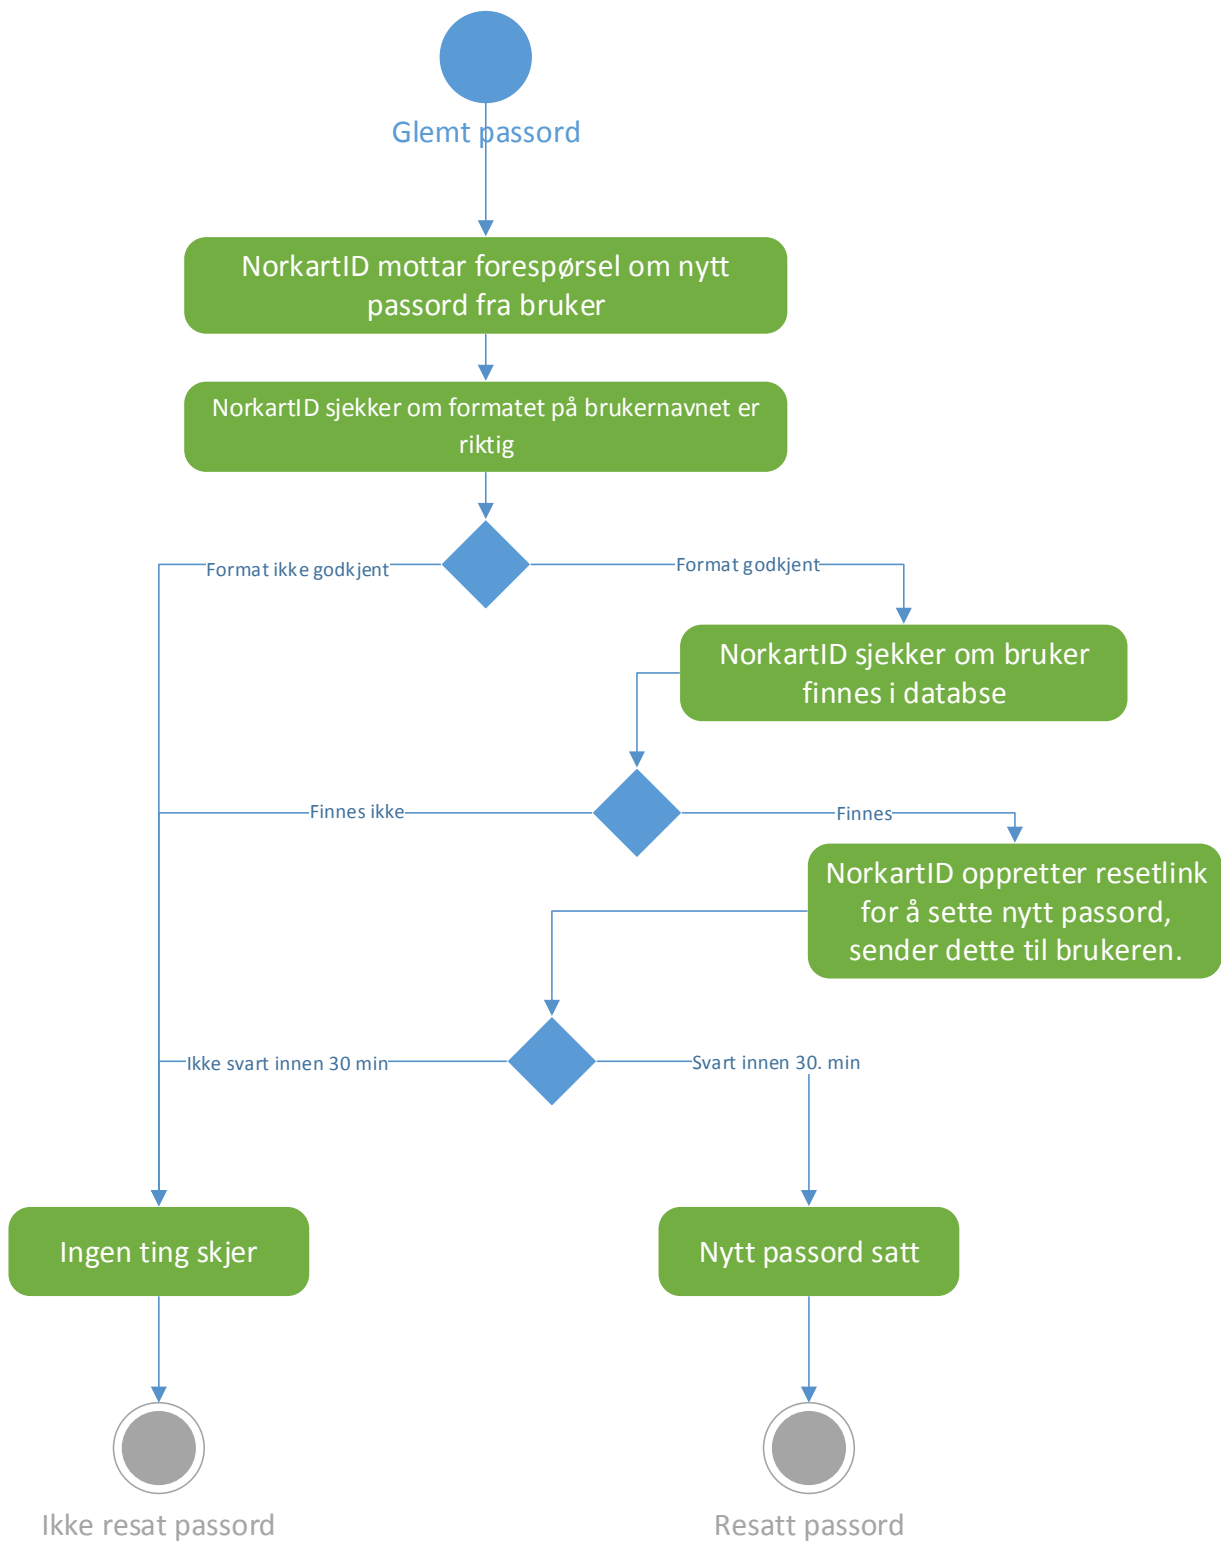 Glemt passord
NorkartID mottar forespørsel om nytt
passord fra bruker
NorkartID sjekker om formatet på brukernavnet er
riktig
Format ikke godkjent
Format godkjent
NorkartID sjekker om bruker
finnes i databse
Finnes ikke
Finnes
NorkartID oppretter resetlink
for å sette nytt passord,
sender dette til brukeren.
Ikke svart innen 30 min
Svart innen 30. min
Ingen ting skjer
Nytt passord satt
Ikke resat passord
Resatt passord